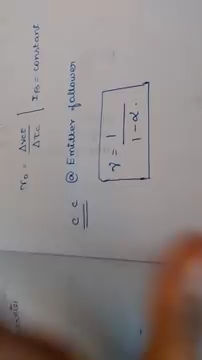 r₀ = ΔVCE / ΔIC | IB = constant
C C @ Emitter follower
γ = 1 / 1 - α.